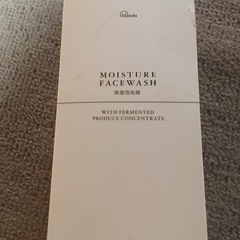 MOISTURE
FACEWASH
WITH FERMENTED
PRODUCE CONCENTRATE